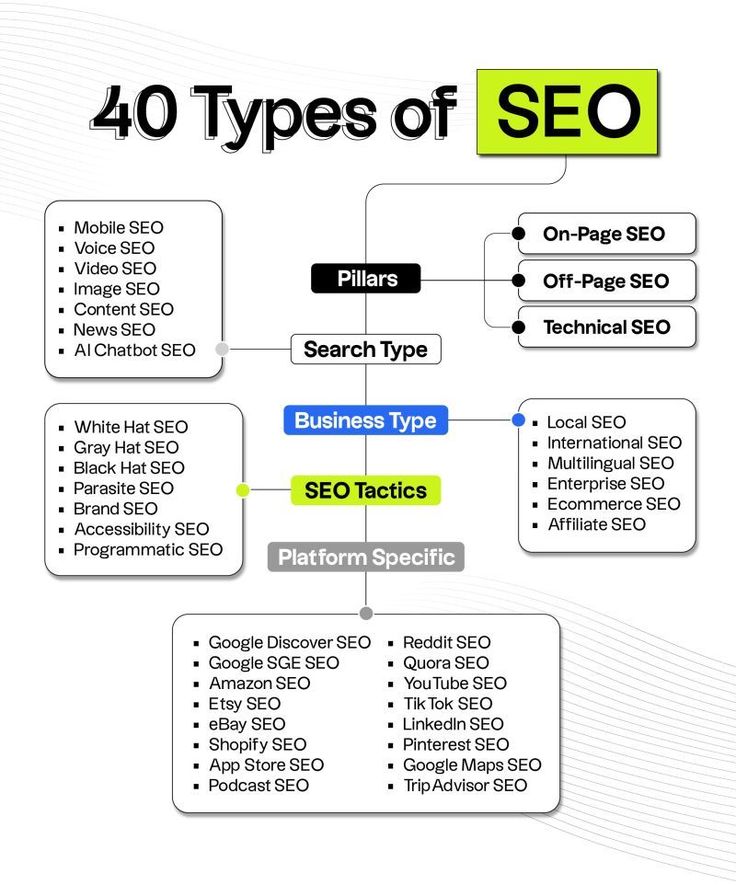 40 Types of SEO
Pillars
On-Page SEO
Off-Page SEO
Technical SEO
Search Type
Mobile SEO
Voice SEO
Video SEO
Image SEO
Content SEO
News SEO
AI Chatbot SEO
Business Type
Local SEO
International SEO
Multilingual SEO
Enterprise SEO
Ecommerce SEO
Affiliate SEO
SEO Tactics
White Hat SEO
Gray Hat SEO
Black Hat SEO
Parasite SEO
Brand SEO
Accessibility SEO
Programmatic SEO
Platform Specific
Google Discover SEO
Google SGE SEO
Amazon SEO
Etsy SEO
eBay SEO
Shopify SEO
App Store SEO
Podcast SEO
Reddit SEO
Quora SEO
YouTube SEO
TikTok SEO
LinkedIn SEO
Pinterest SEO
Google Maps SEO
TripAdvisor SEO